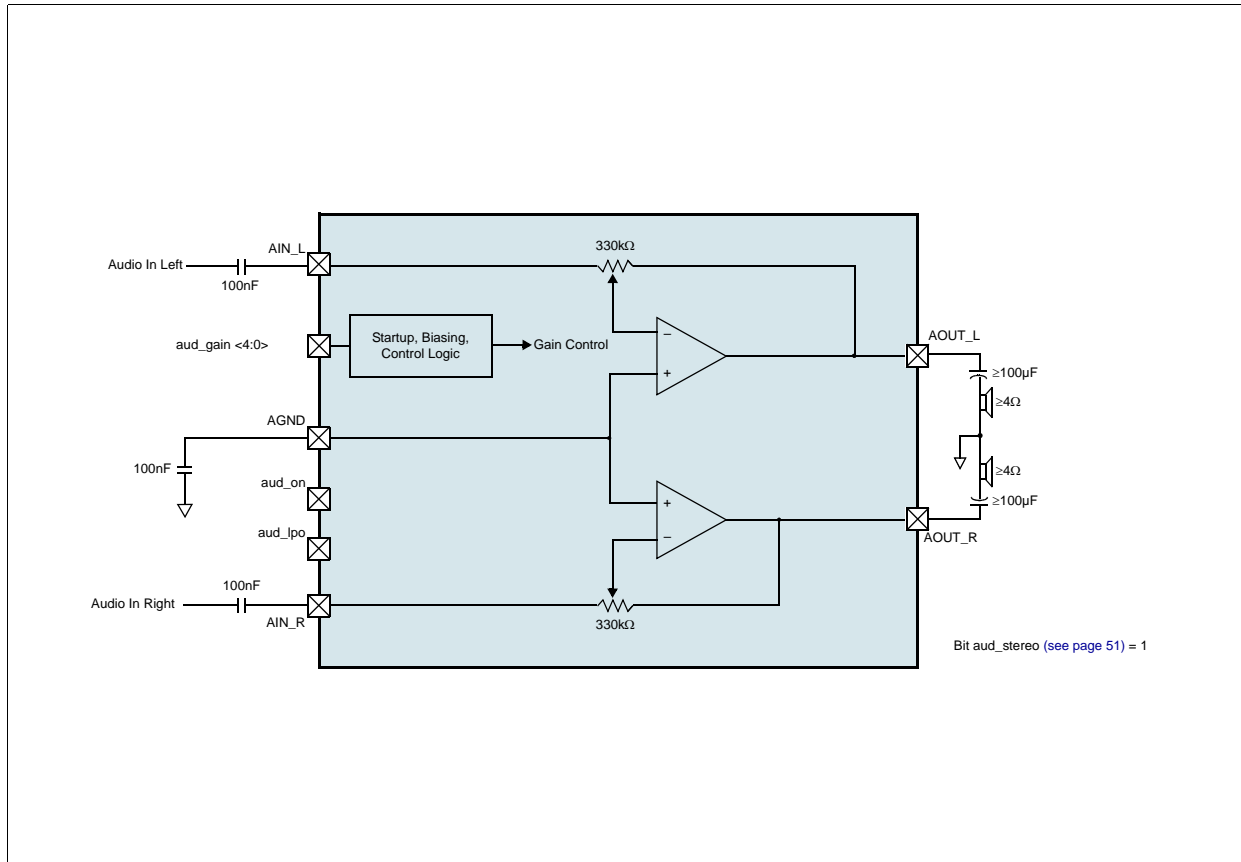 AIN_L
330kΩ
Audio In Left
100nF
aud_gain <4:0>
Startup, Biasing,
Control Logic
Gain Control
−
+
AOUT_L
≥100μF
≥4Ω
AGND
100nF
aud_on
aud_lpo
+
−
≥4Ω
≥100μF
AOUT_R
100nF
Audio In Right
AIN_R
330kΩ
Bit aud_stereo (see page 51) = 1